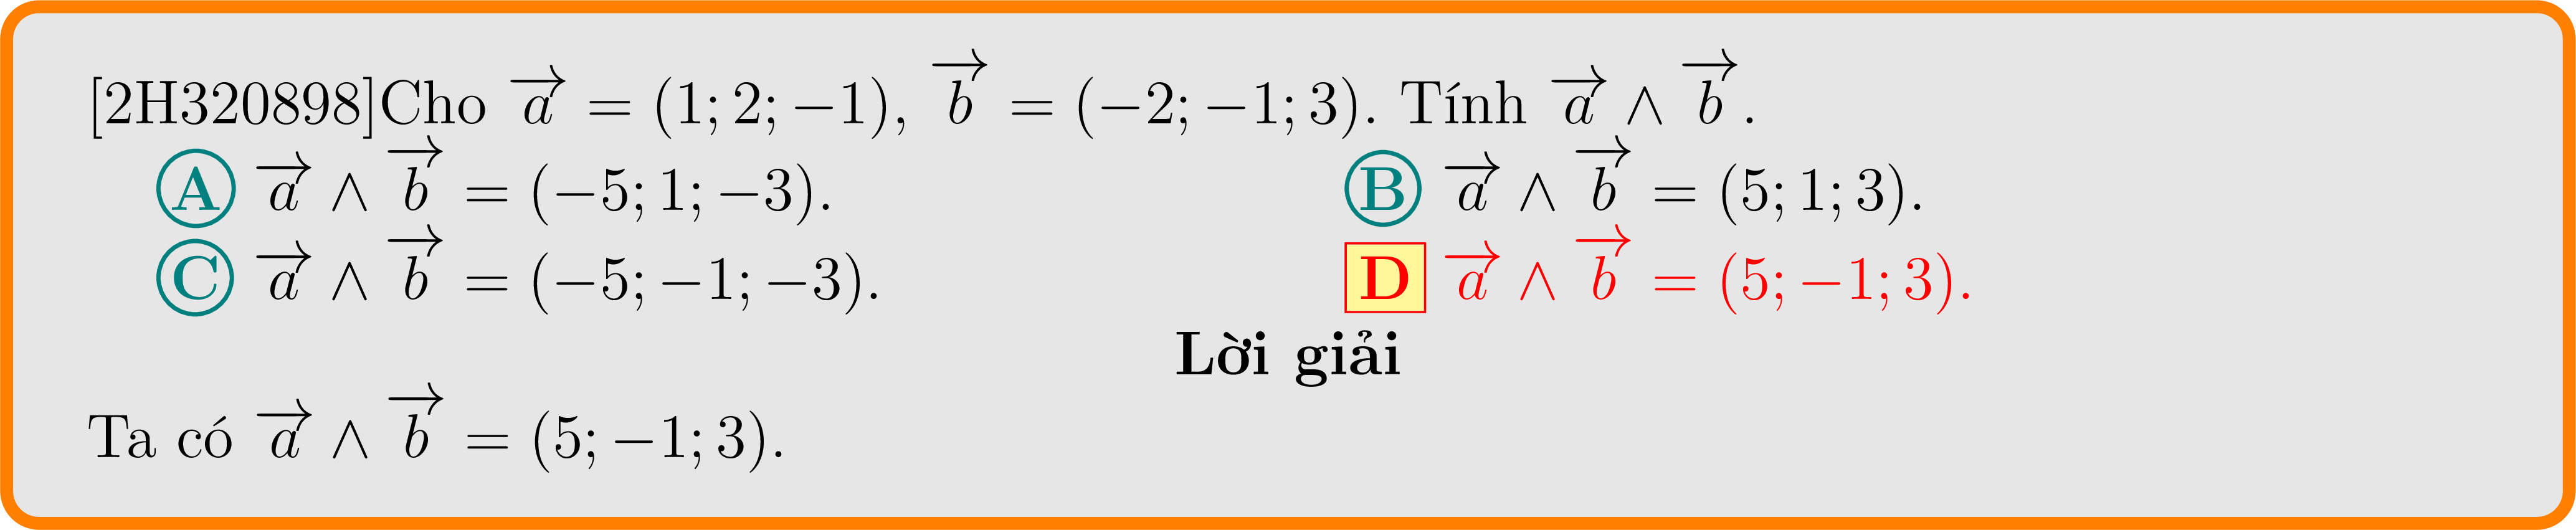 [2H320898]Cho $\overrightarrow{a} = (1; 2; -1)$, $\overrightarrow{b} = (-2; -1; 3)$. Tính $\overrightarrow{a} \wedge \overrightarrow{b}$.
A $\overrightarrow{a} \wedge \overrightarrow{b} = (-5; 1; -3)$. B $\overrightarrow{a} \wedge \overrightarrow{b} = (5; 1; 3)$.
C $\overrightarrow{a} \wedge \overrightarrow{b} = (-5; -1; -3)$. D $\overrightarrow{a} \wedge \overrightarrow{b} = (5; -1; 3)$.
Lời giải
Ta có $\overrightarrow{a} \wedge \overrightarrow{b} = (5; -1; 3)$.